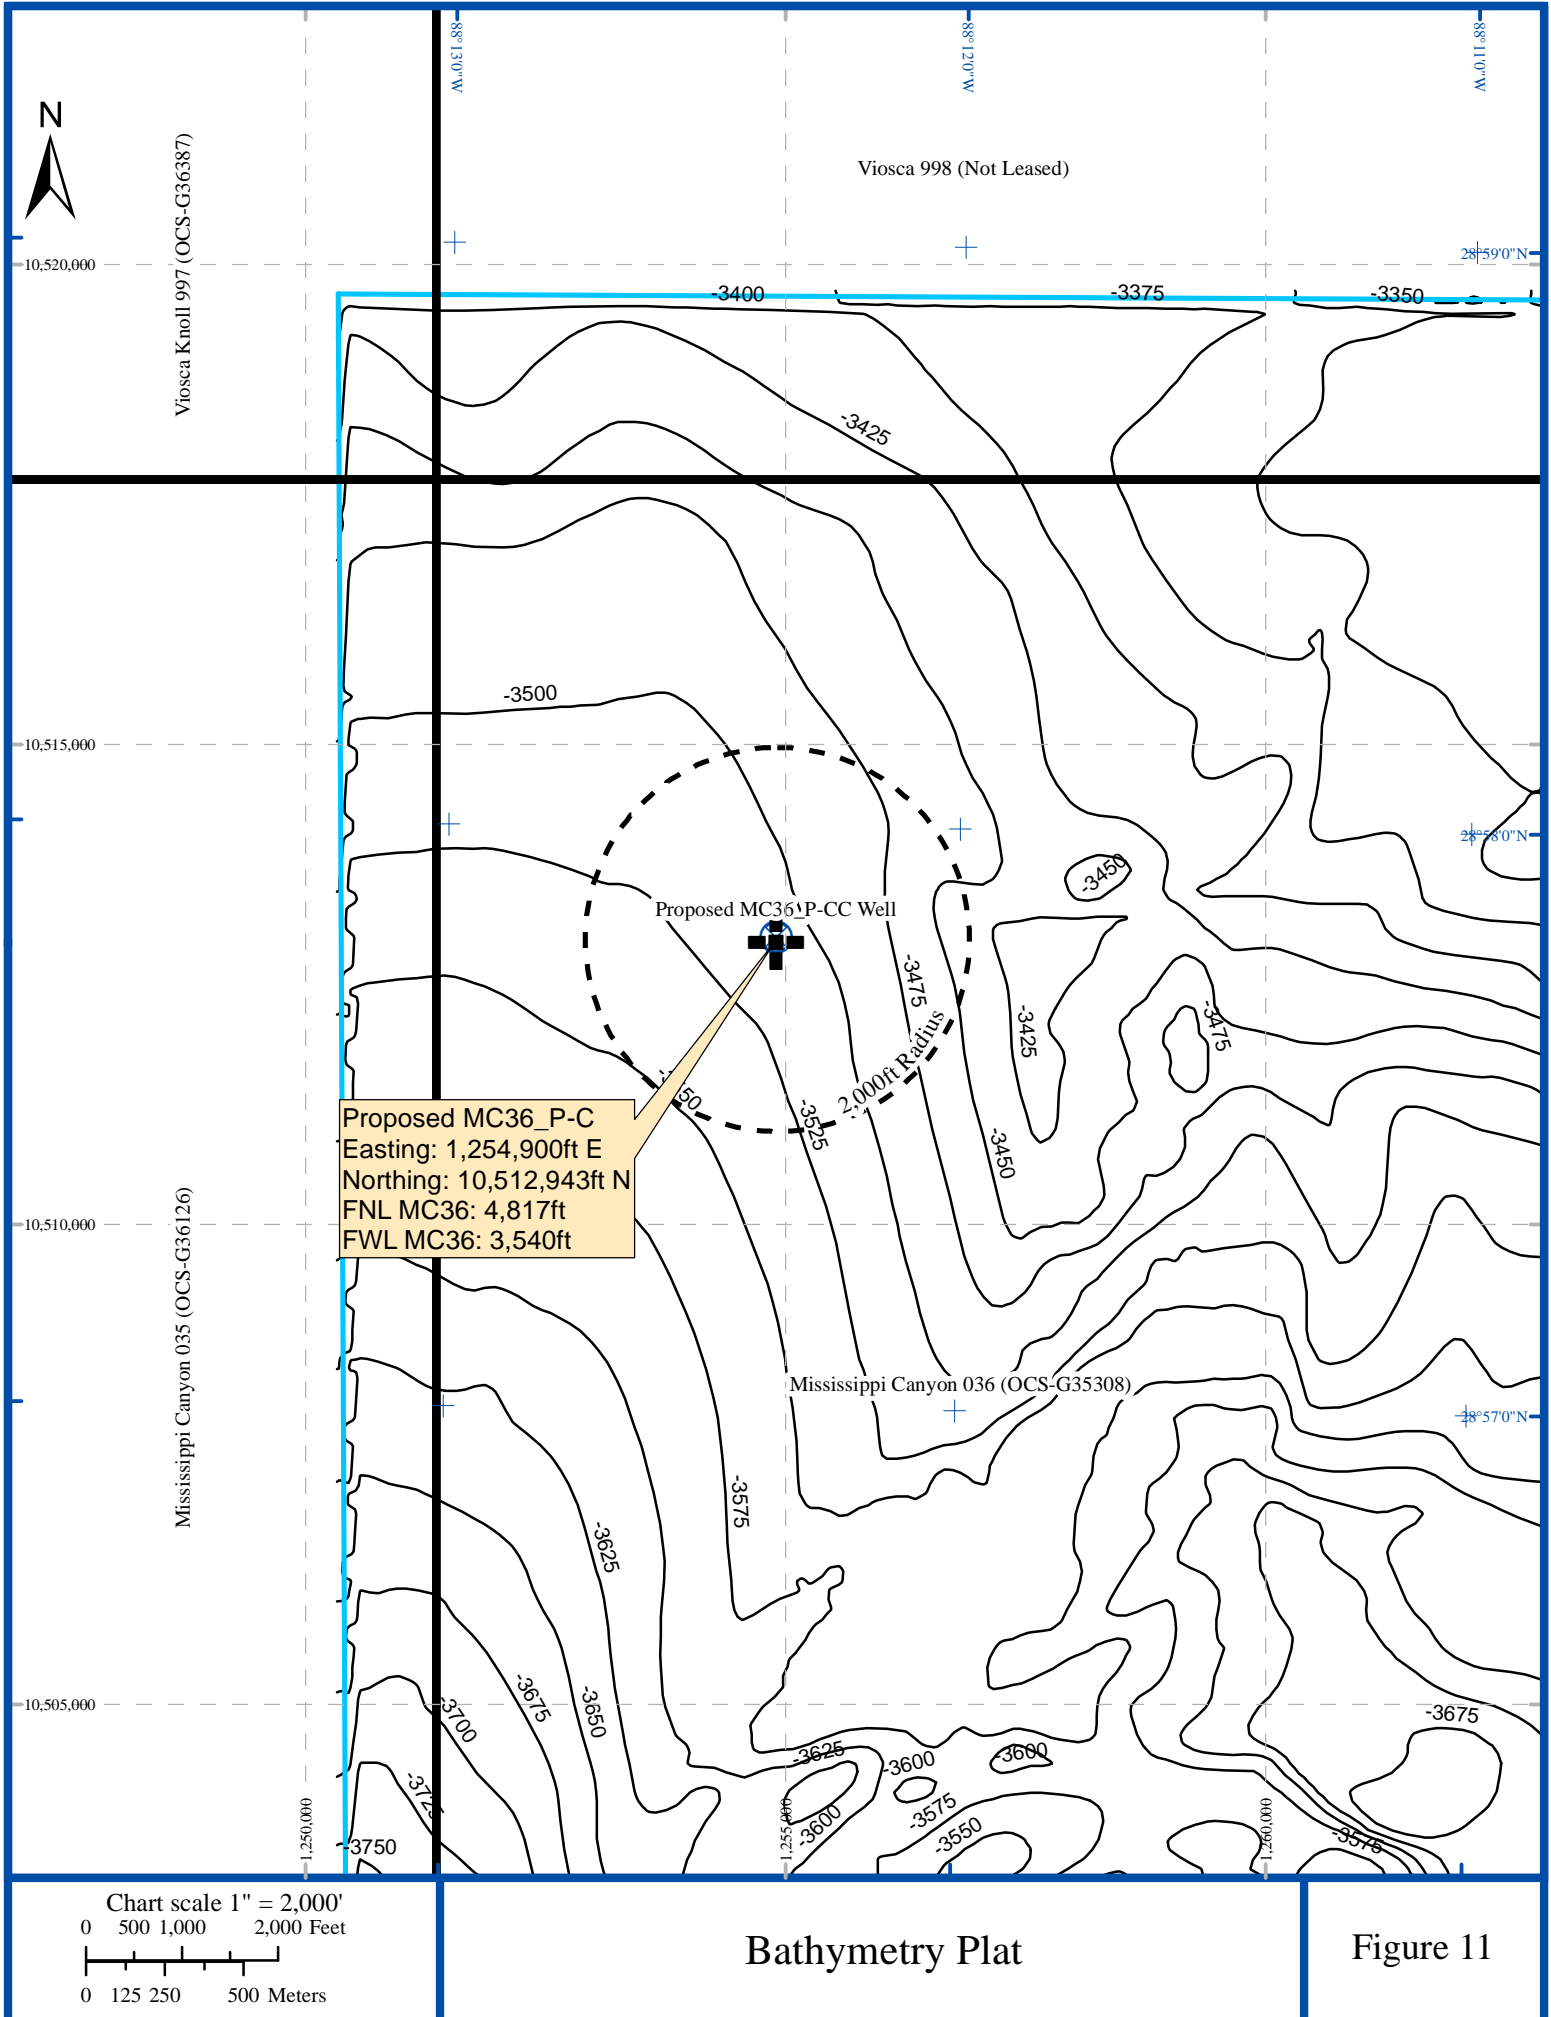 88°13'0"W
88°12'0"W
88°11'0"W
N
Viosca Knoll 997 (OCS-G36387)
Viosca 998 (Not Leased)
10,520,000
28°59'0"N
-3400
-3375
-3350
-3425
-3500
10,515,000
28°58'0"N
-3450
Proposed MC36_P-CC Well
-3475
-3425
-3475
2,000ft Radius
-3525
-3450
Proposed MC36_P-C
Easting: 1,254,900ft E
Northing: 10,512,943ft N
FNL MC36: 4,817ft
FWL MC36: 3,540ft
10,510,000
Mississippi Canyon 035 (OCS-G36126)
Mississippi Canyon 036 (OCS-G35308)
28°57'0"N
-3575
-3625
-3675
-3650
-3700
10,505,000
-3675
-3625
-3600
-3600
-3725
-3600
-3575
-3550
-3575
-3750
1,250,000
1,255,000
1,260,000
Chart scale 1" = 2,000'
0 500 1,000 2,000 Feet
0 125 250 500 Meters
Bathymetry Plat
Figure 11